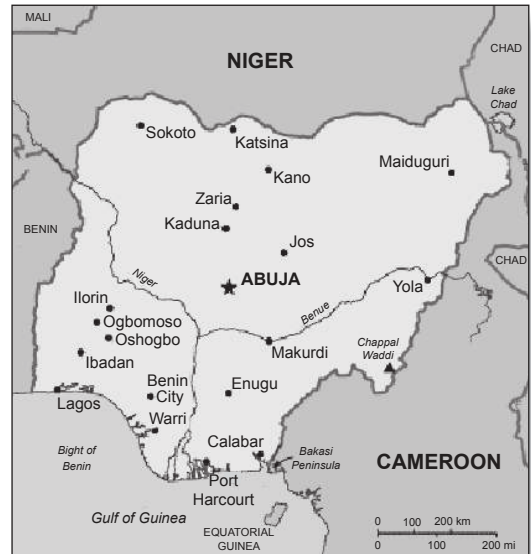 MALI
NIGER
CHAD
Lake
Chad
Sokoto
Katsina
Kano
Maiduguri
Zaria
Kaduna
BENIN
Jos
CHAD
Niger
ABUJA
Yola
Ilorin
Benue
Ogbomoso
Oshogbo
Makurdi
Chappal
Waddi
Ibadan
Benin
City
Enugu
Lagos
Warri
Calabar
Bight of
Benin
Bakasi
Peninsula
CAMEROON
Port
Harcourt
Gulf of Guinea
EQUATORIAL
GUINEA
0 100 200 km
0 100 200 mi